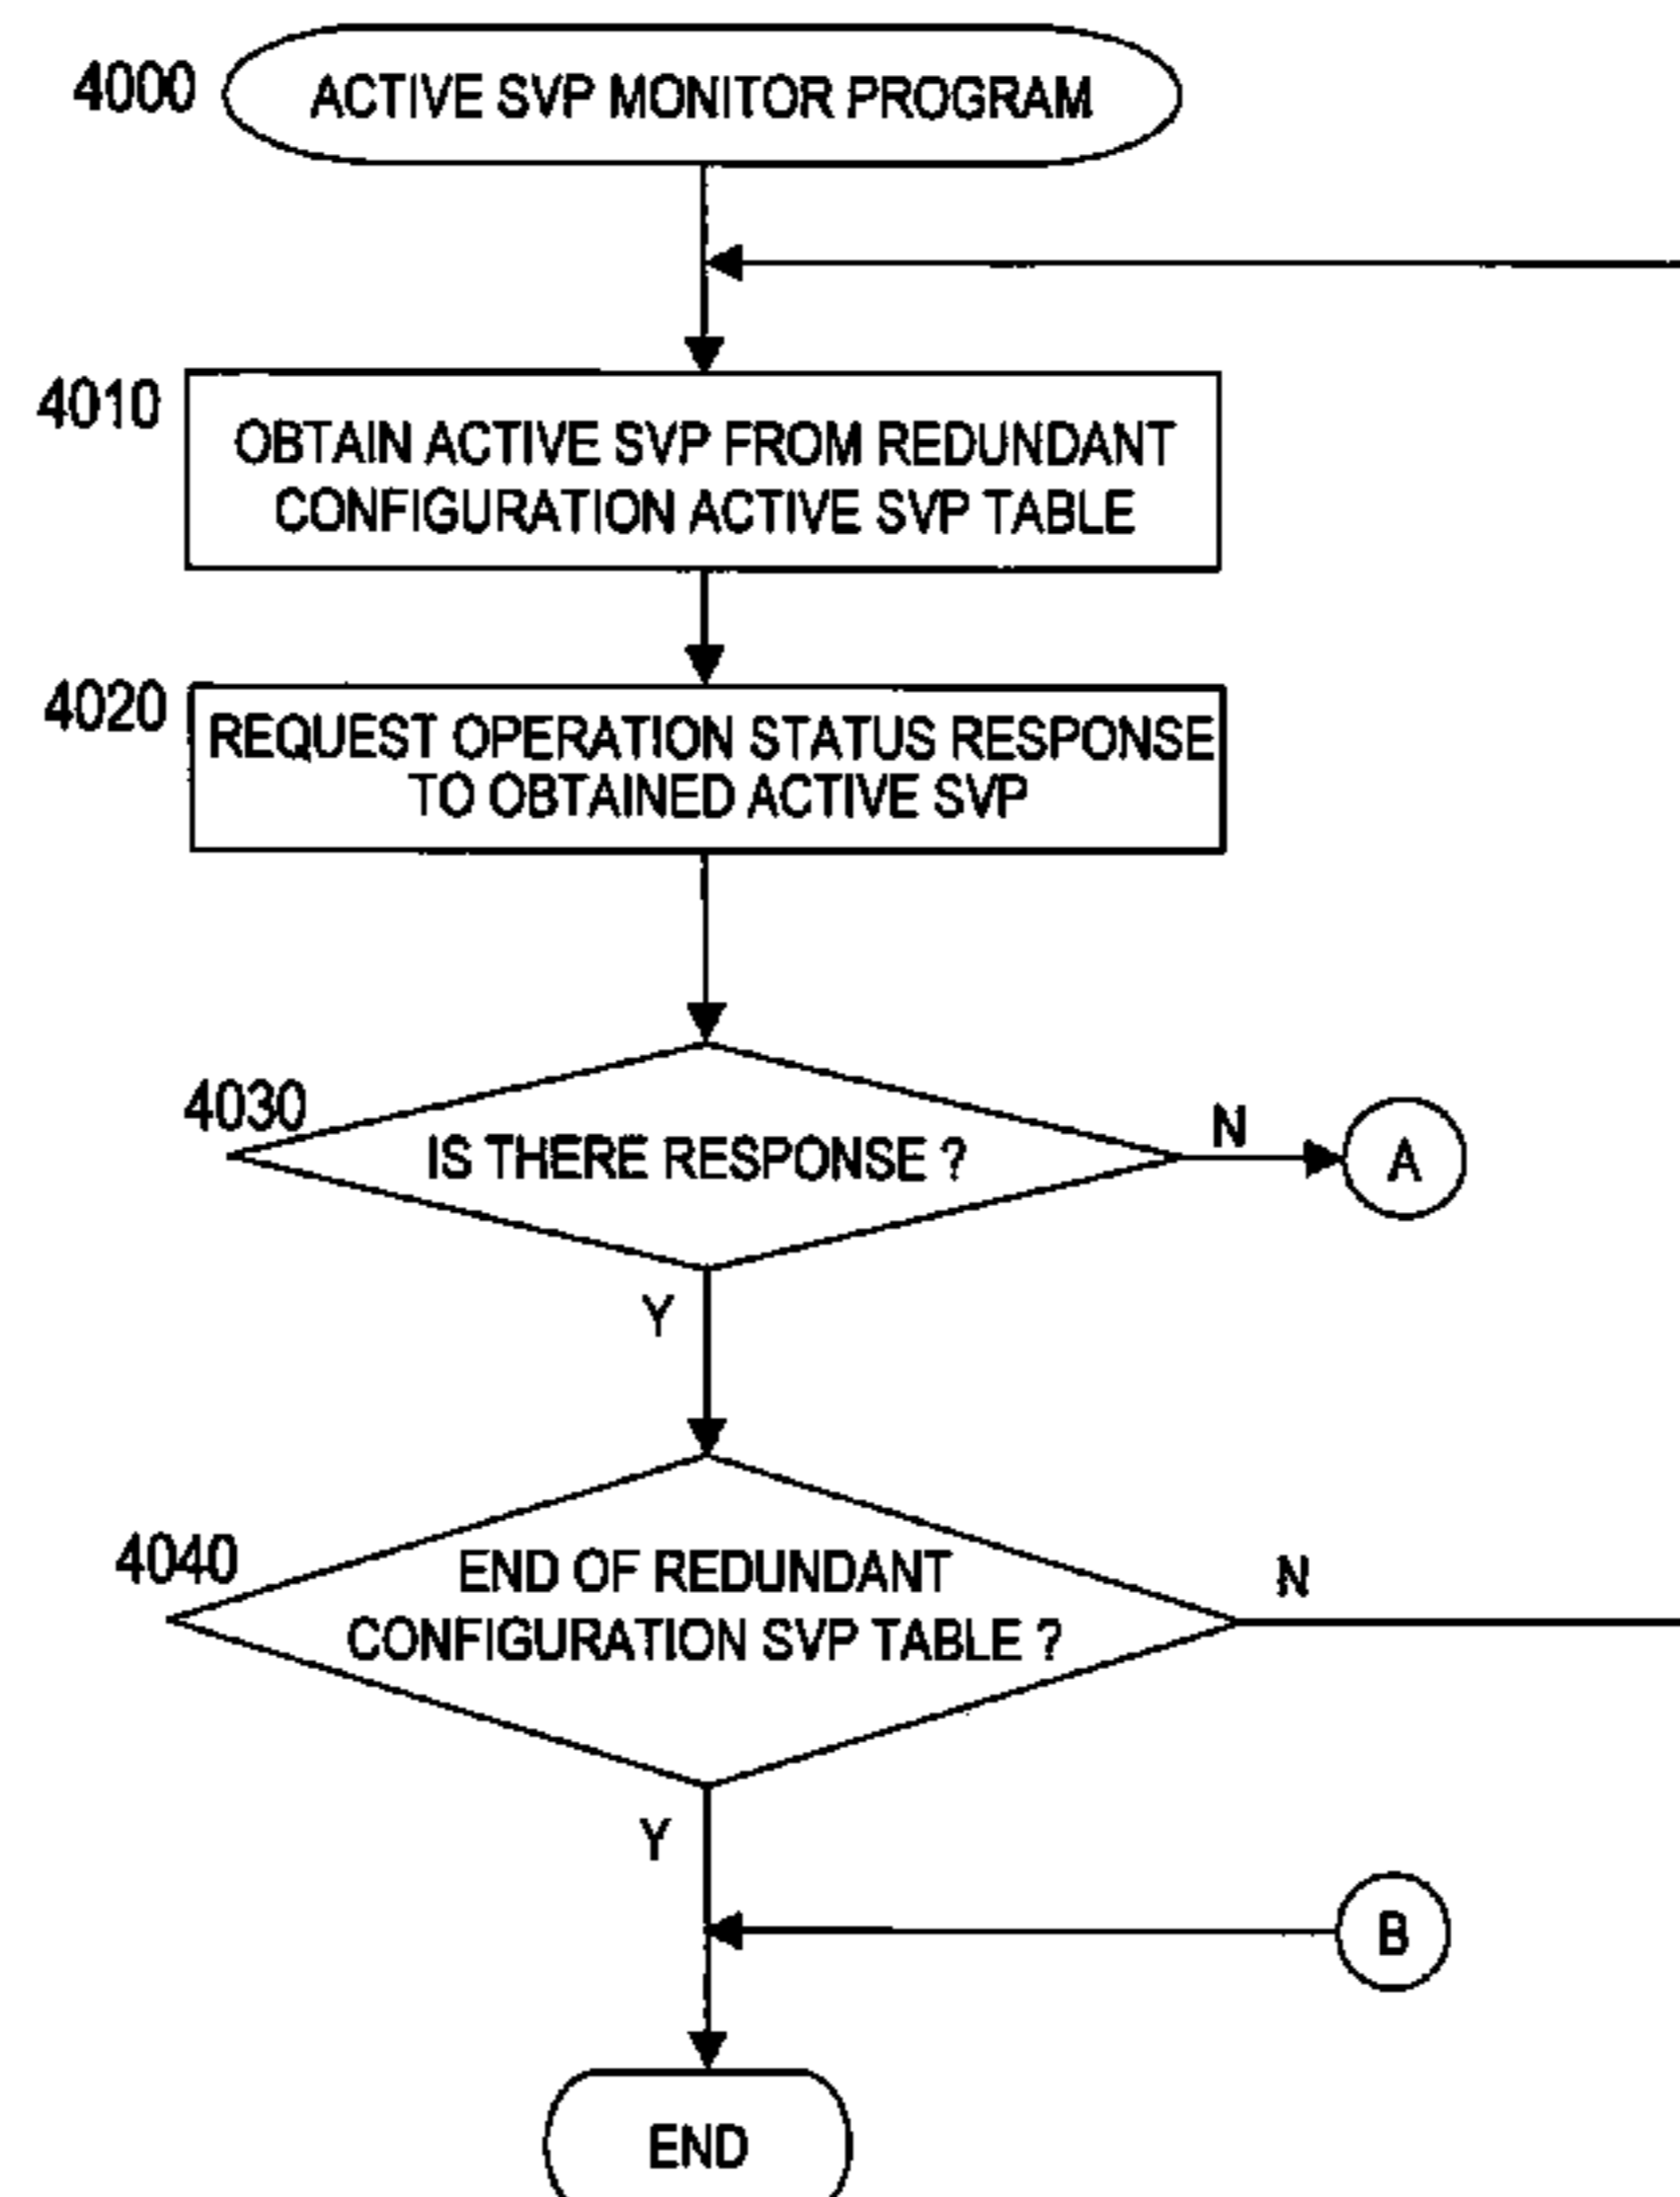 4000
ACTIVE SVP MONITOR PROGRAM
4010
OBTAIN ACTIVE SVP FROM REDUNDANT
CONFIGURATION ACTIVE SVP TABLE
4020
REQUEST OPERATION STATUS RESPONSE
TO OBTAINED ACTIVE SVP
4030
IS THERE RESPONSE ?
N
A
Y
4040
END OF REDUNDANT
CONFIGURATION SVP TABLE ?
N
Y
B
END